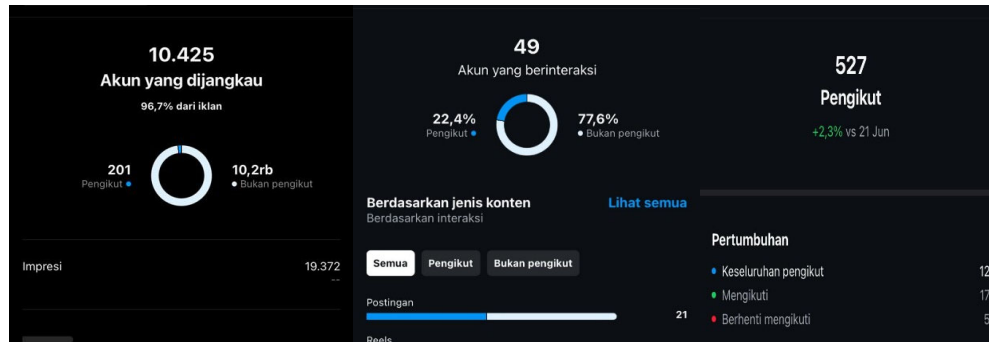 10.425
Akun yang dijangkau
96,7% dari iklan
201
Pengikut
10,2rb
Bukan pengikut
Impresi
19.372
--
49
Akun yang berinteraksi
22,4%
Pengikut
77,6%
Bukan pengikut
Berdasarkan jenis konten
Lihat semua
Berdasarkan interaksi
Semua
Pengikut
Bukan pengikut
Postingan
21
Reels
527
Pengikut
+2,3% vs 21 Jun
Pertumbuhan
Keseluruhan pengikut
12
Mengikuti
17
Berhenti mengikuti
5